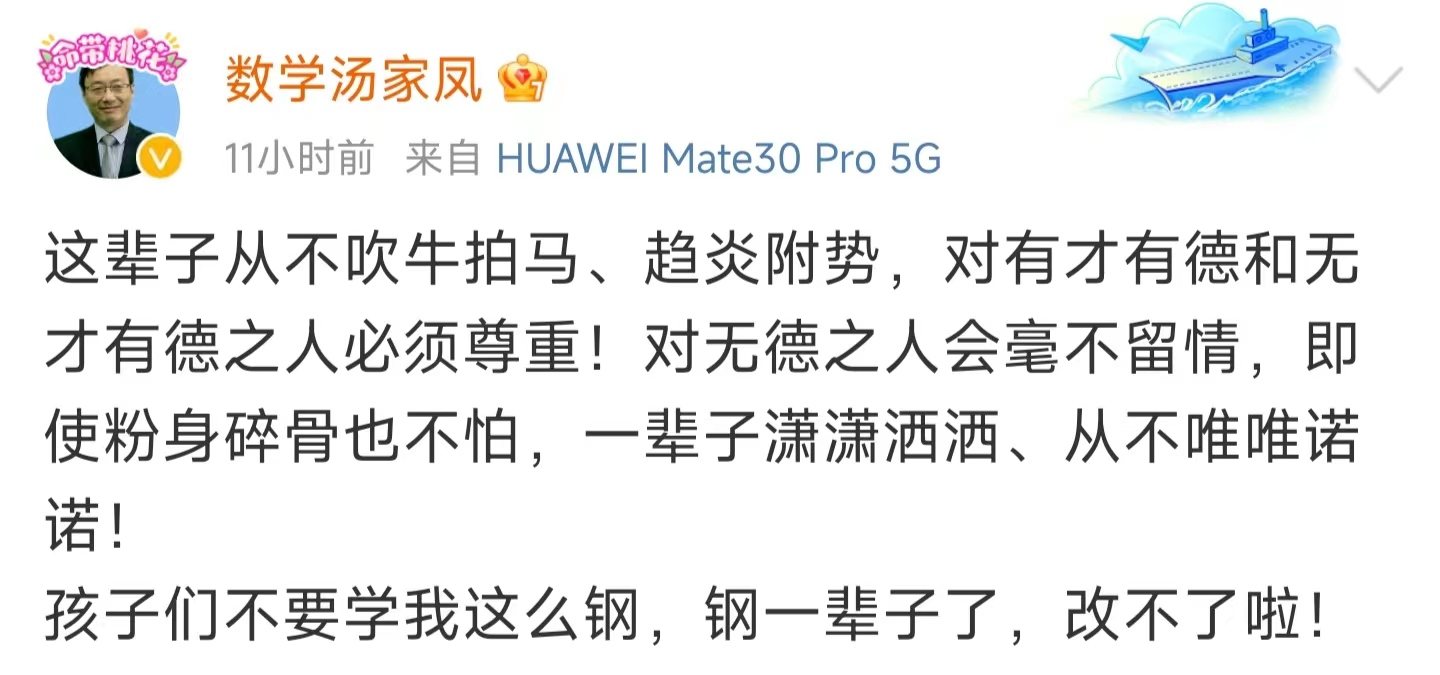 命带桃花
数学汤家凤
11小时前 来自 HUAWEI Mate30 Pro 5G
这辈子从不吹牛拍马、趋炎附势，对有才有德和无
才有德之人必须尊重！对无德之人会毫不留情，即
使粉身碎骨也不怕，一辈子潇潇洒洒、从不唯唯诺
诺！
孩子们不要学我这么钢，钢一辈子了，改不了啦！